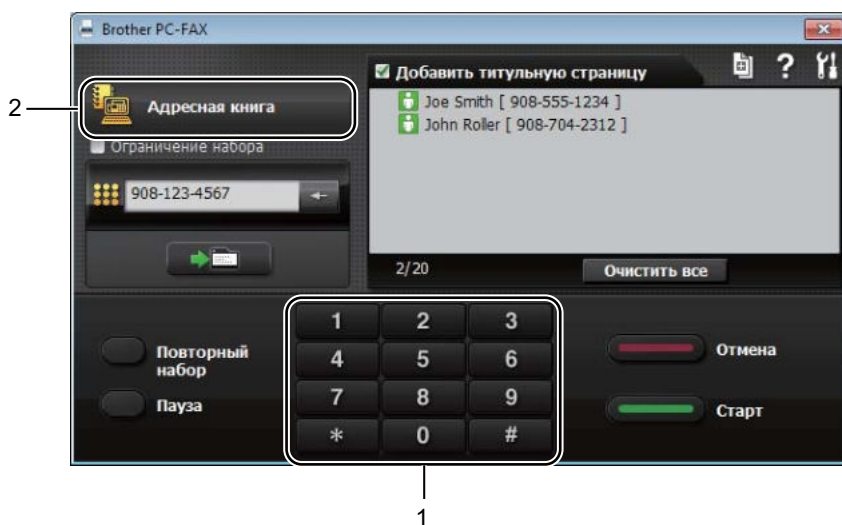 Brother PC-FAX
2
Адресная книга
Ограничение набора
908-123-4567
Добавить титульную страницу
?
Joe Smith [ 908-555-1234 ]
John Roller [ 908-704-2312 ]
2/20
Очистить все
Повторный
набор
Пауза
1 2 3
4 5 6
7 8 9
* 0 #
Отмена
Старт
1